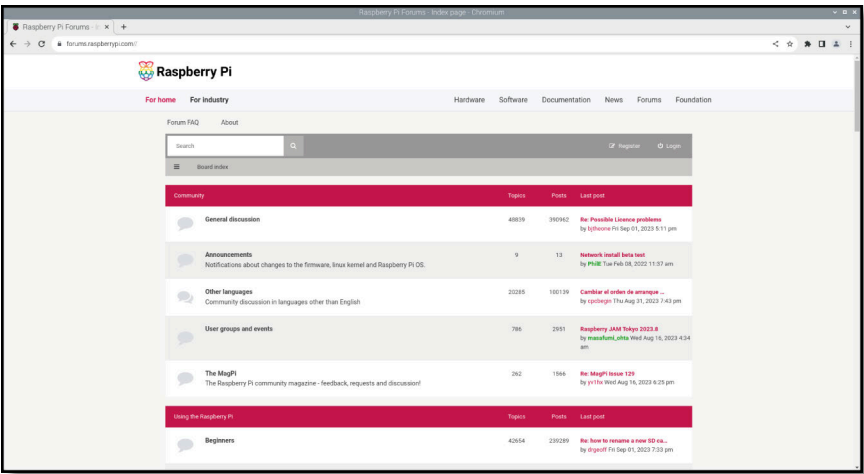 Raspberry Pi Forums - Index page - Chromium
Raspberry Pi Forums - I
forums.raspberrypi.com//
Raspberry Pi
For home For industry Hardware Software Documentation News Forums Foundation
Forum FAQ About
Search Register Login
Board index
Community Topics Posts Last post
General discussion 48839 390962 Re: Possible Licence problems
by bjtheone Fri Sep 01, 2023 5:11 pm
Announcements 9 13 Network install beta test
Notifications about changes to the firmware, linux kernel and Raspberry Pi OS. by PhilE Tue Feb 08, 2022 11:37 am
Other languages 20285 100139 Cambiar el orden de arranque ...
Community discussion in languages other than English by cpcbegin Thu Aug 31, 2023 7:43 pm
User groups and events 786 2951 Raspberry JAM Tokyo 2023.8
by masafumi_ohta Wed Aug 16, 2023 4:34
am
The MagPi 262 1866 Re: MagPi Issue 129
The Raspberry Pi community magazine - feedback, requests and discussion! by yv1hx Wed Aug 16, 2023 6:25 pm
Using the Raspberry Pi Topics Posts Last post
Beginners 42654 239289 Re: how to rename a new SD ca...
by drgeoff Fri Sep 01, 2023 7:33 pm